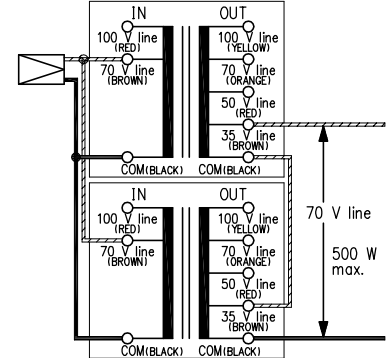 IN OUT
100 V line 100 V line
(RED) (YELLOW)
70 V line 70 V line
(BROWN) (ORANGE)
50 V line
(RED)
35 V line
(BROWN)
COM(BLACK) COM(BLACK)
IN OUT
100 V line 100 V line
(RED) (YELLOW)
70 V line 70 V line
(BROWN) (ORANGE)
50 V line
(RED)
35 V line
(BROWN)
COM(BLACK) COM(BLACK)
70 V line
500 W
max.